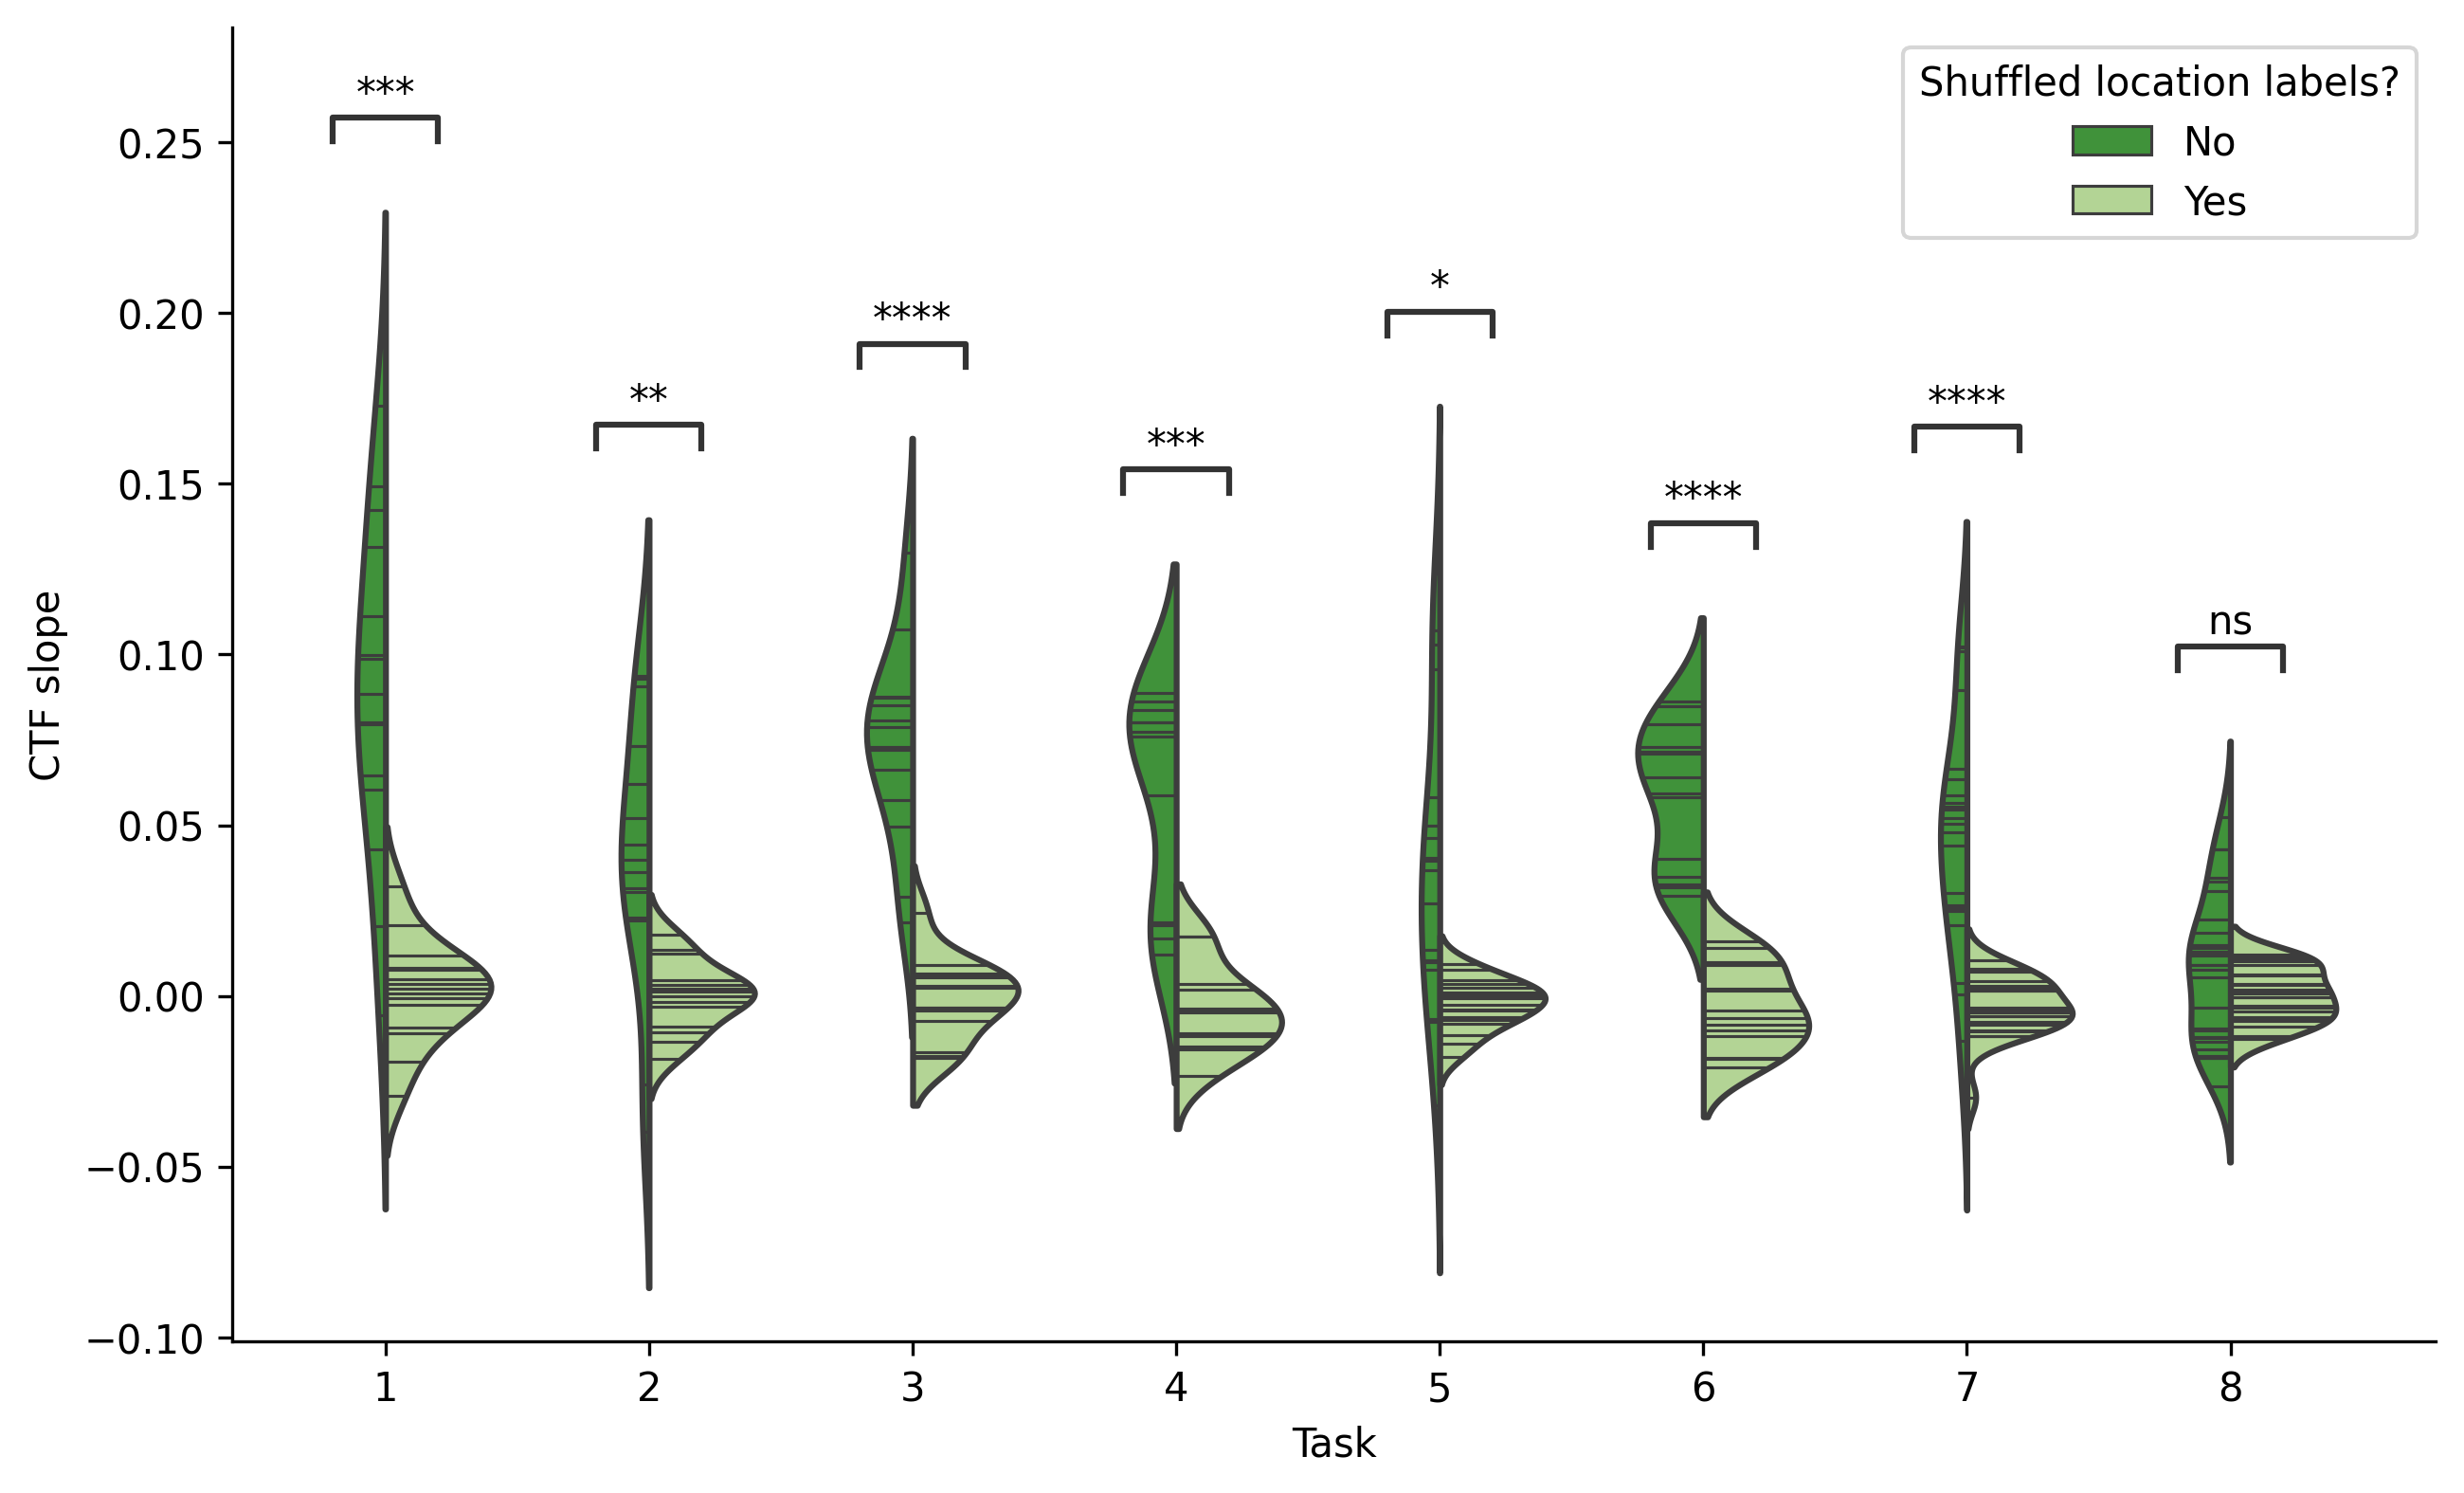 Shuffled location labels?
No
Yes
***
**
****
***
*
****
****
ns
CTF slope
0.25
0.20
0.15
0.10
0.05
0.00
−0.05
−0.10
1 2 3 4 5 6 7 8
Task